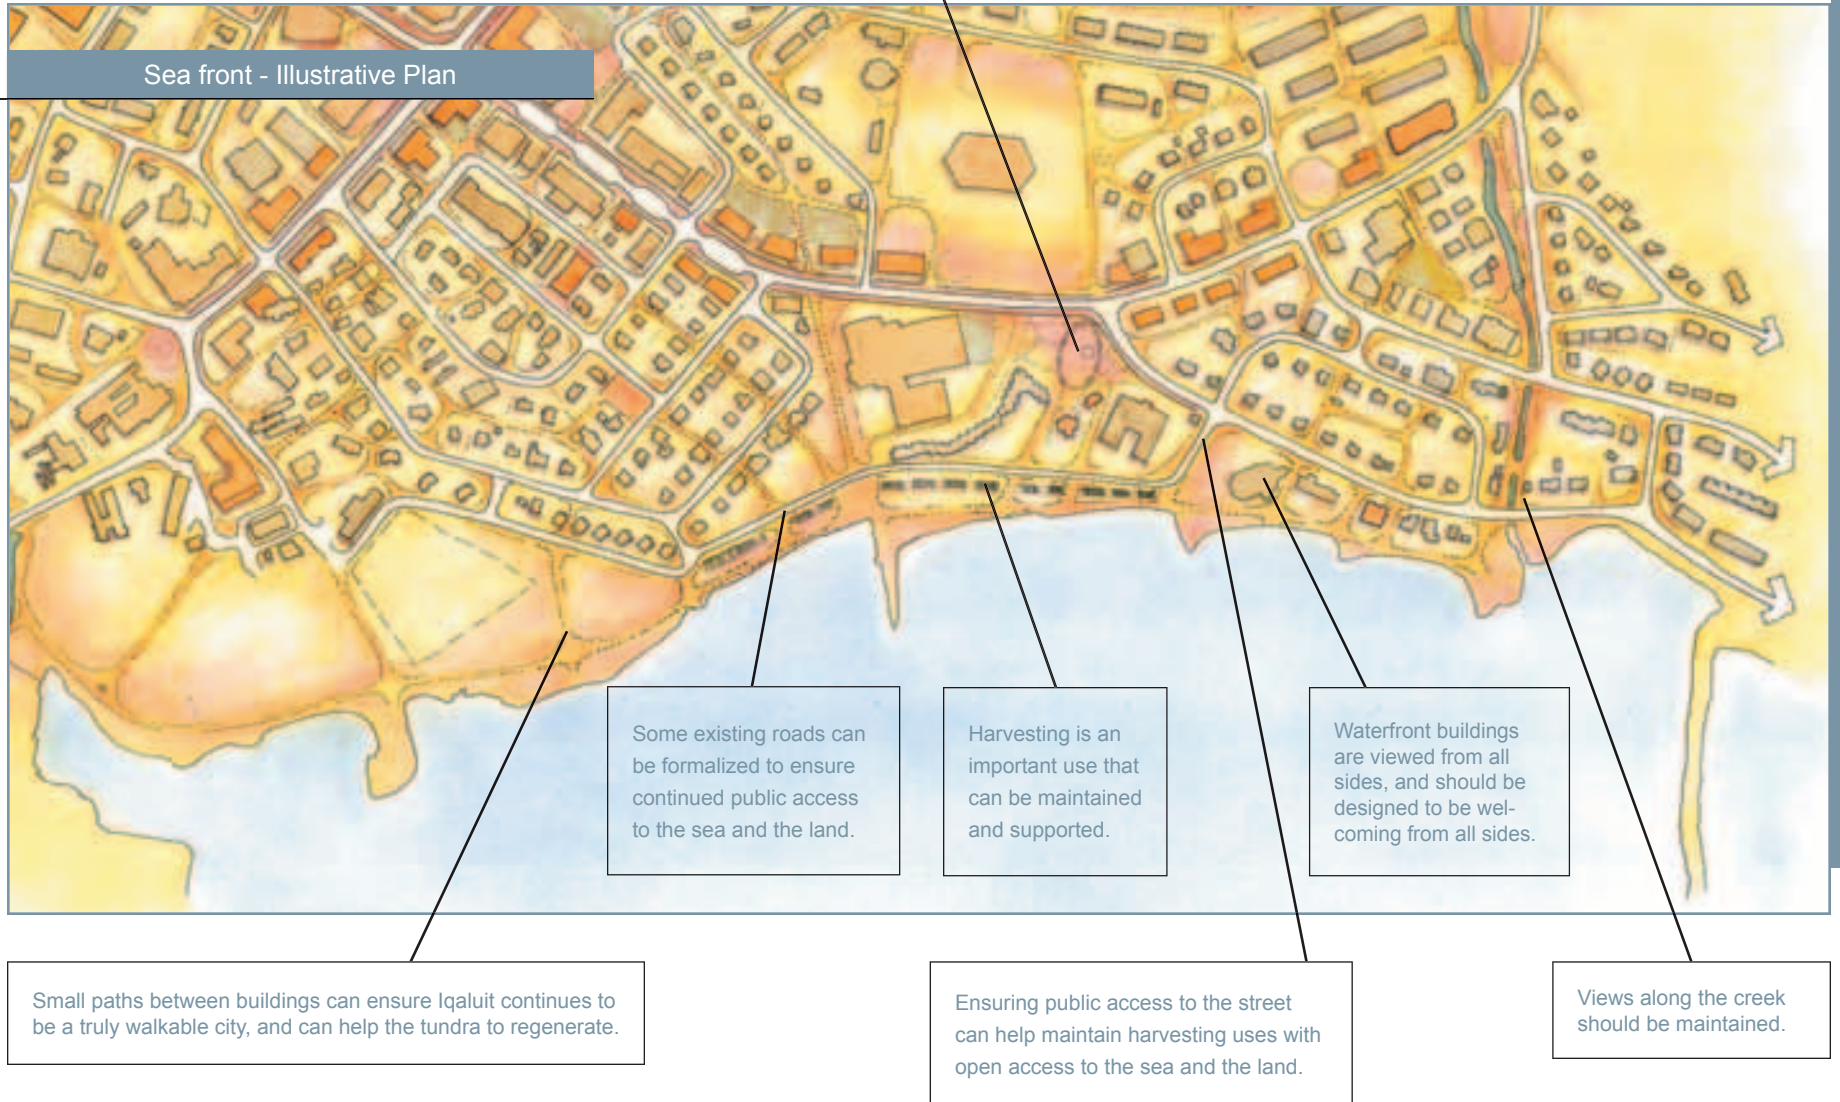 Sea front - Illustrative Plan
Some existing roads can
be formalized to ensure
continued public access
to the sea and the land.
Harvesting is an
important use that
can be maintained
and supported.
Waterfront buildings
are viewed from all
sides, and should be
designed to be wel-
coming from all sides.
Small paths between buildings can ensure Iqaluit continues to
be a truly walkable city, and can help the tundra to regenerate.
Ensuring public access to the street
can help maintain harvesting uses with
open access to the sea and the land.
Views along the creek
should be maintained.